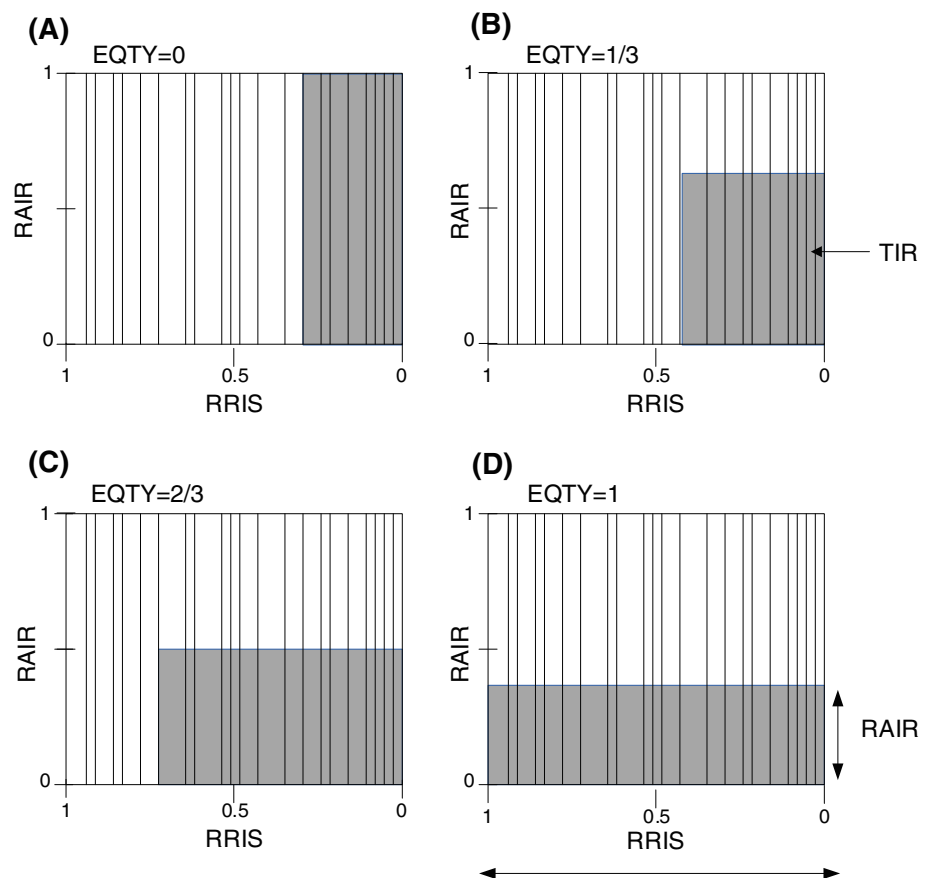 (A)
EQTY=0
1
RAIR
0
1
0.5
0
RRIS
(B)
EQTY=1/3
1
RAIR
0
1
0.5
0
RRIS
TIR
(C)
EQTY=2/3
1
RAIR
0
1
0.5
0
RRIS
(D)
EQTY=1
1
RAIR
0
1
0.5
0
RRIS
RAIR